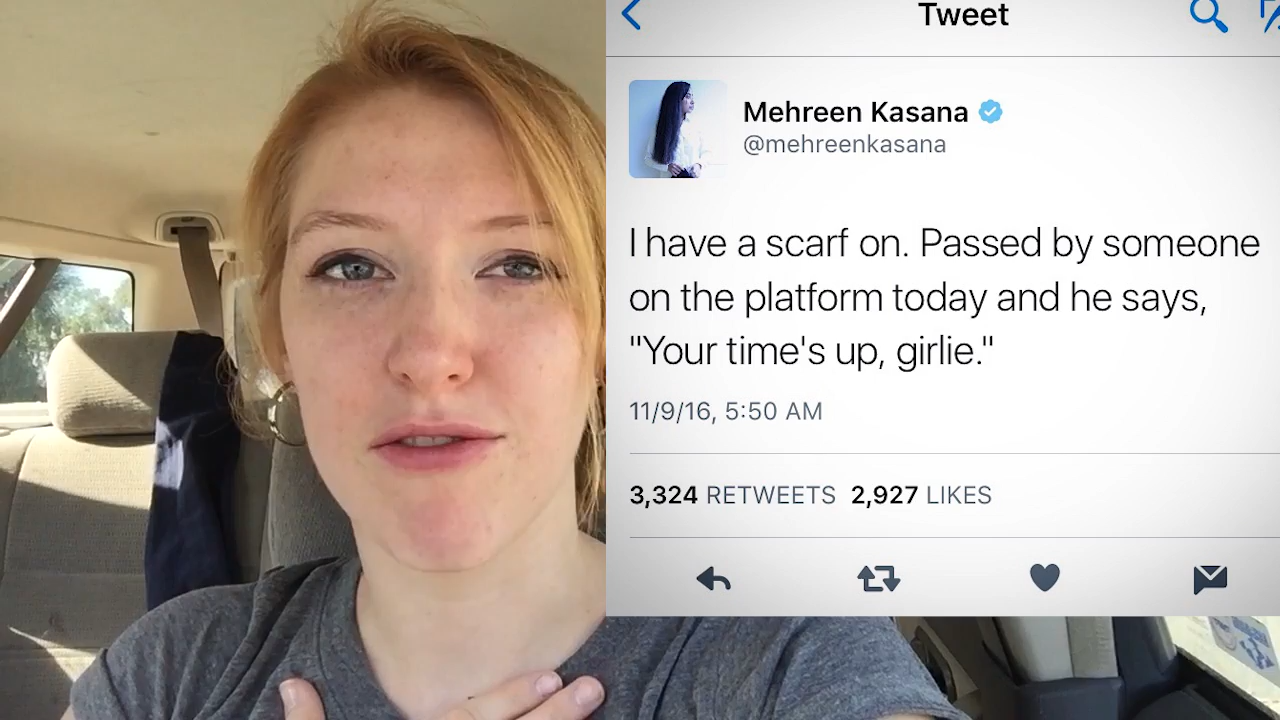 Tweet
Mehreen Kasana
@mehreenkasana
I have a scarf on. Passed by someone
on the platform today and he says,
"Your time's up, girlie."
11/9/16, 5:50 AM
3,324 RETWEETS 2,927 LIKES